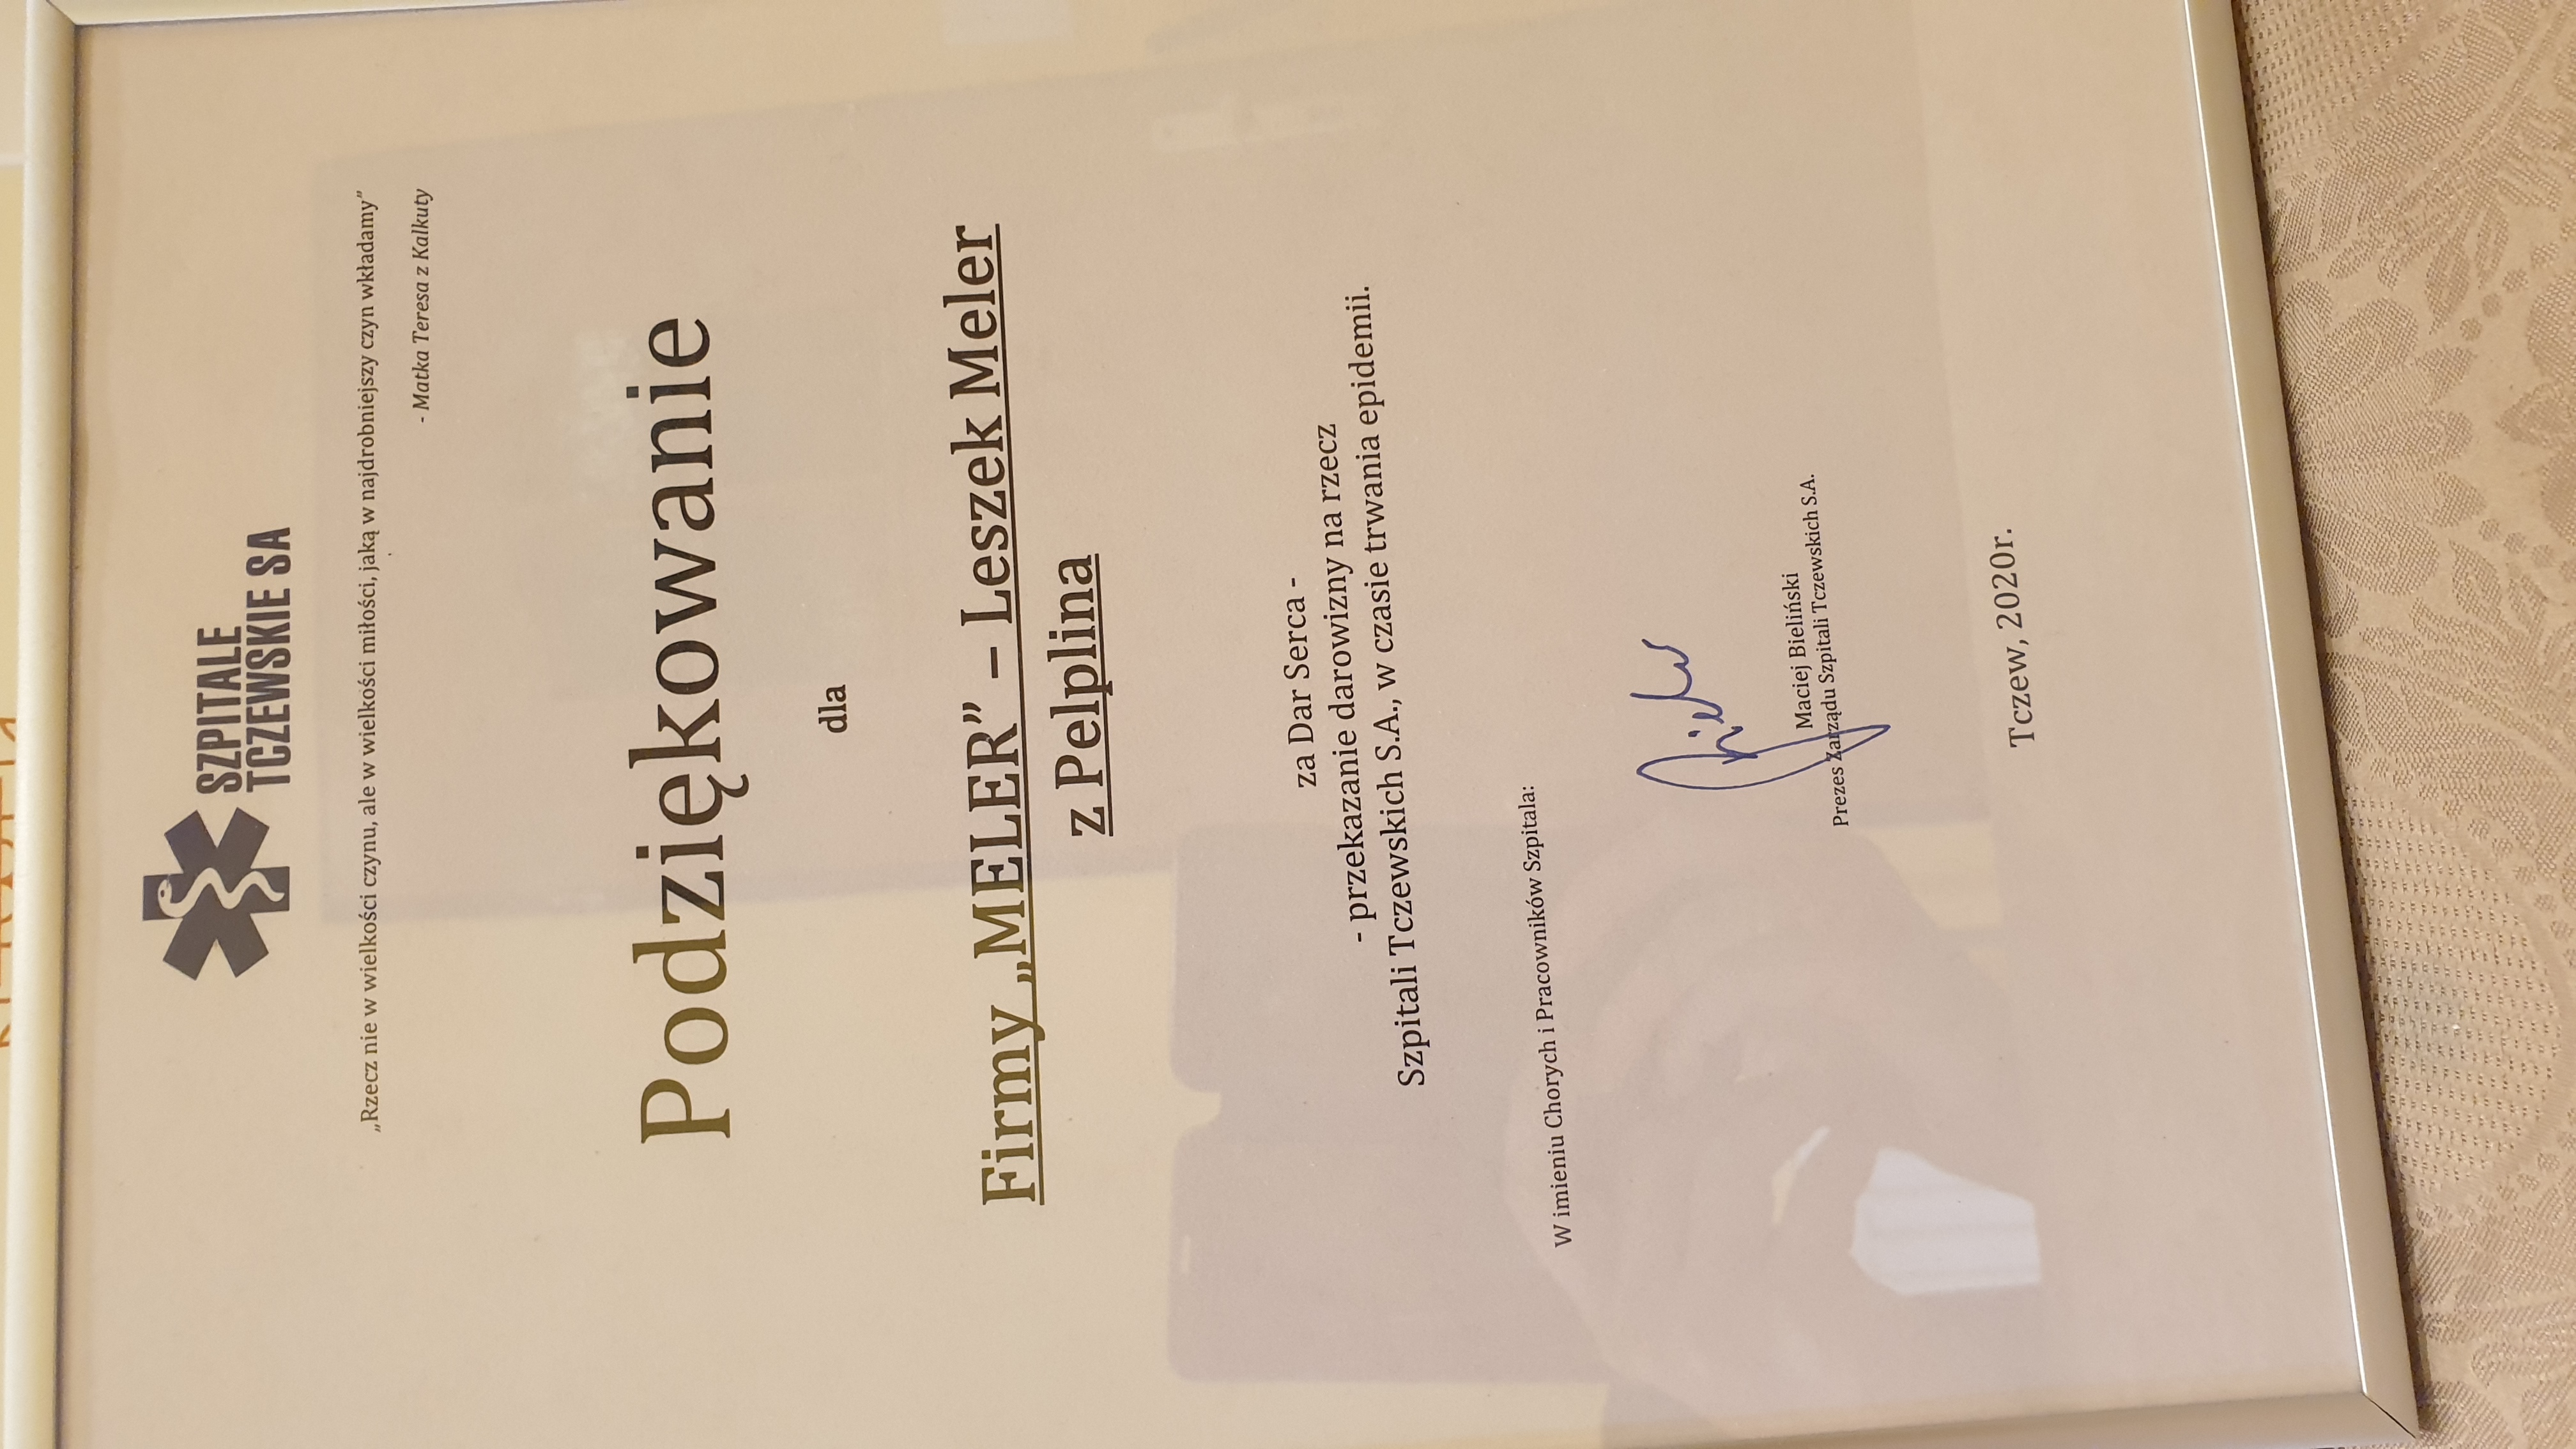 SZPITALE
TCZEWSKIE SA
„Rzecz nie w wielkości czynu, ale w wielkości miłości, jaką w najdrobniejszy czyn wkładamy”
- Matka Teresa z Kalkuty
Podziękowanie
dla
Firmy „MELER” – Leszek Meler
z Pelplina
za Dar Serca -
- przekazanie darowizny na rzecz
Szpitali Tczewskich S.A., w czasie trwania epidemii.
W imieniu Chorych i Pracowników Szpitala:
Maciej Bieliński
Prezes Zarządu Szpitali Tczewskich S.A.
Tczew, 2020r.